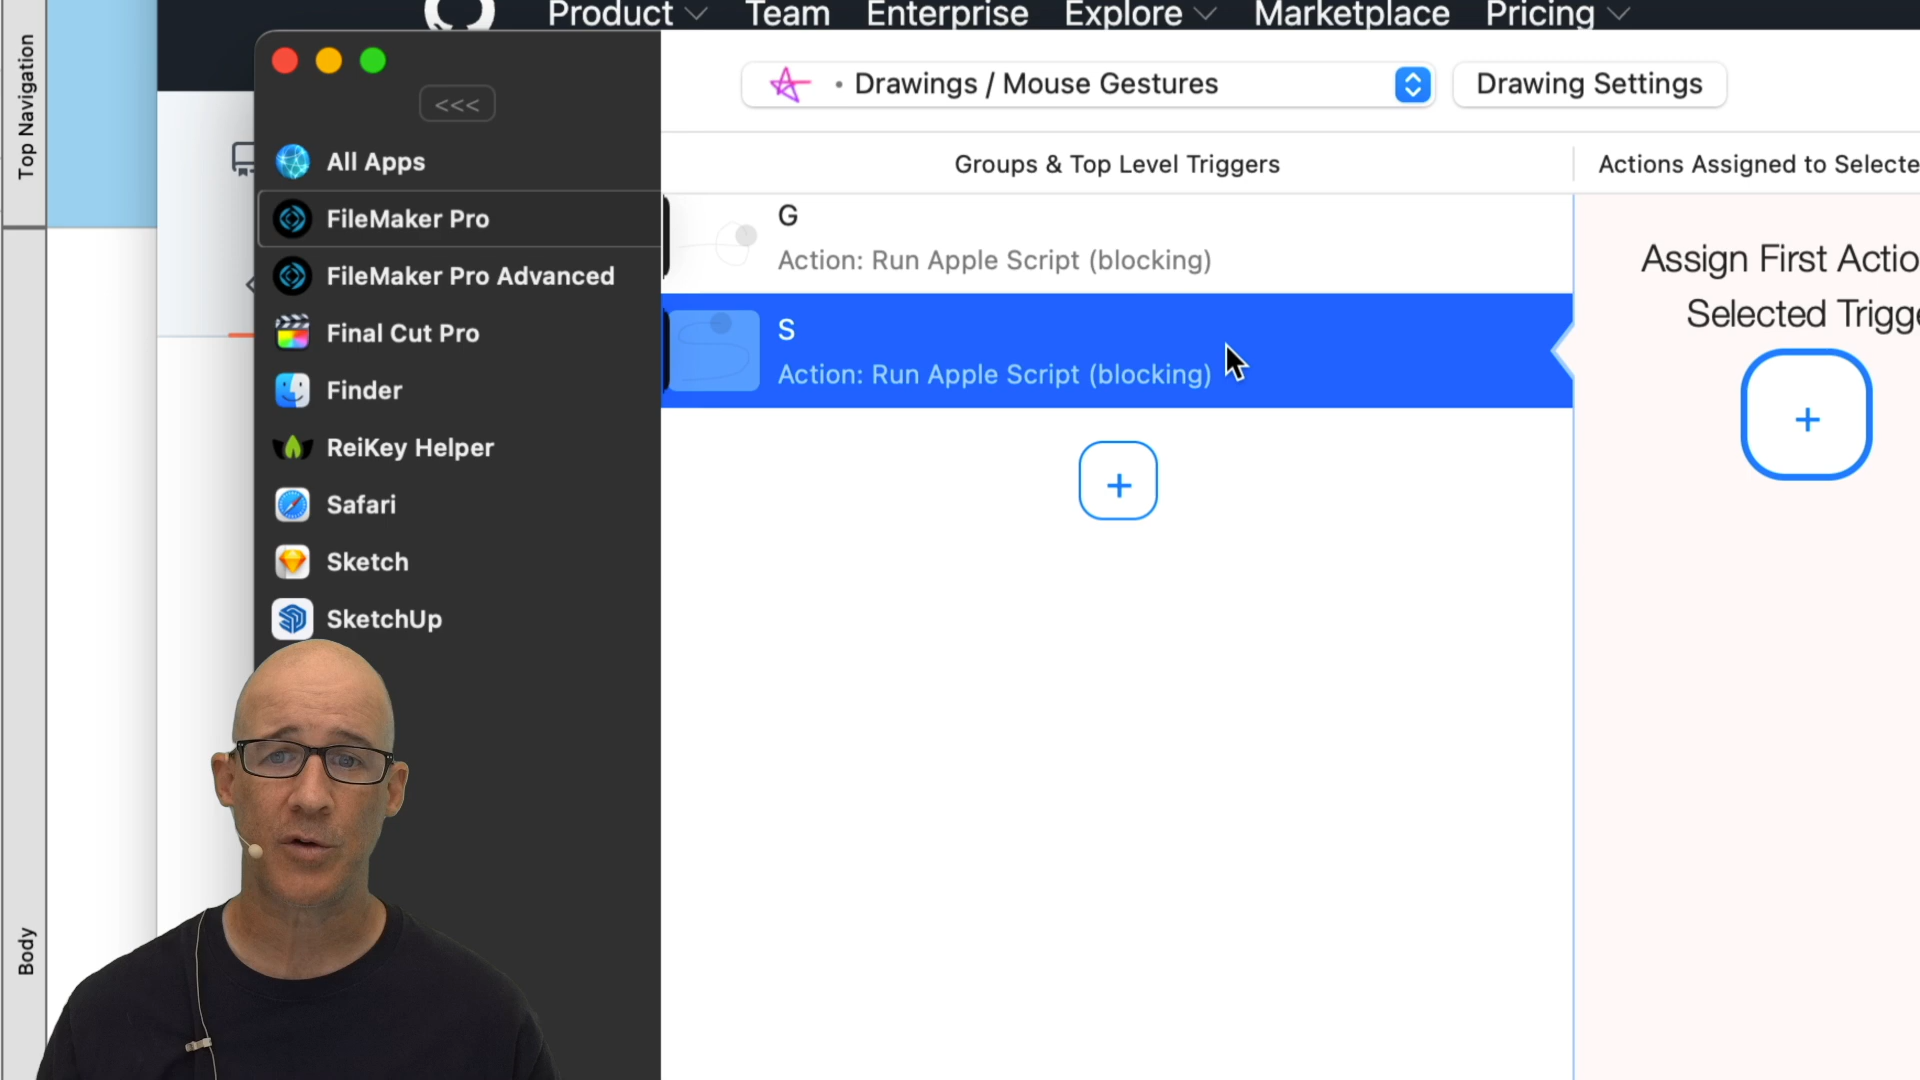 Product Team Enterprise Explore Marketplace Pricing
Top Navigation
<<<
Drawings / Mouse Gestures
Drawing Settings
All Apps
FileMaker Pro
FileMaker Pro Advanced
Final Cut Pro
Finder
ReiKey Helper
Safari
Sketch
SketchUp
Groups & Top Level Triggers
G
Action: Run Apple Script (blocking)
S
Action: Run Apple Script (blocking)
+
Actions Assigned to Selecte
Assign First Actio
Selected Trigge
+
Body